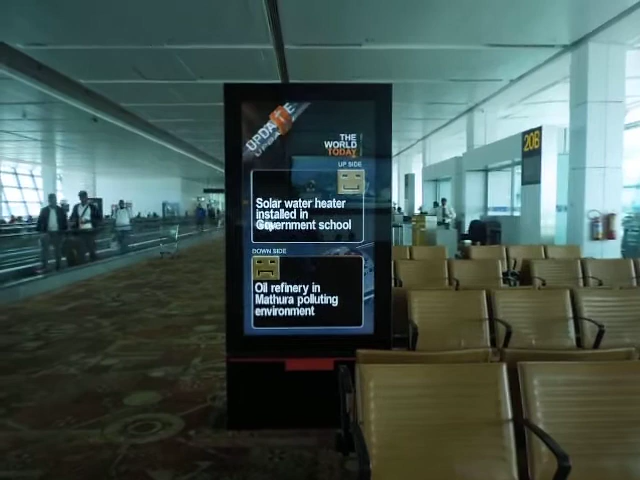 UPDATE
THE
WORLD
TODAY
UP SIDE
Solar water heater
installed in
Government school
DOWN SIDE
Oil refinery in
Mathura polluting
environment
20B